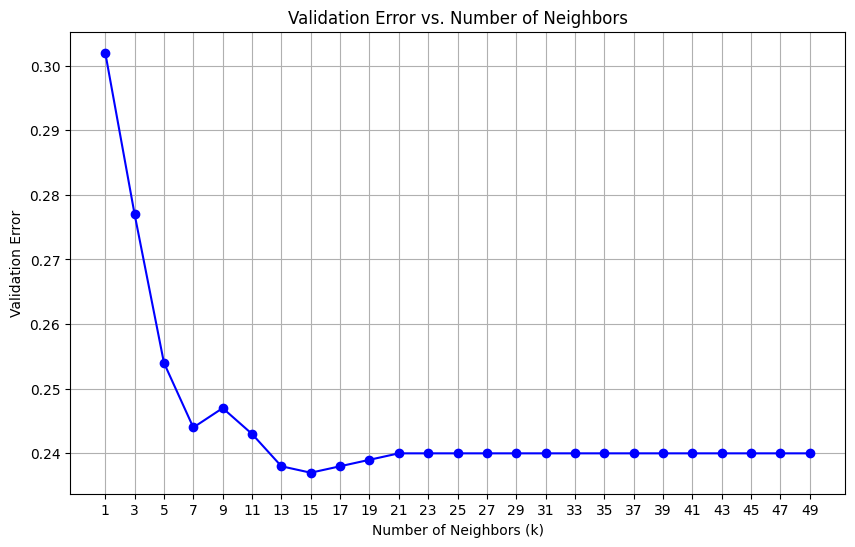 Validation Error vs. Number of Neighbors
0.30
0.29
0.28
0.27
0.26
0.25
0.24
Validation Error
1 3 5 7 9 11 13 15 17 19 21 23 25 27 29 31 33 35 37 39 41 43 45 47 49
Number of Neighbors (k)